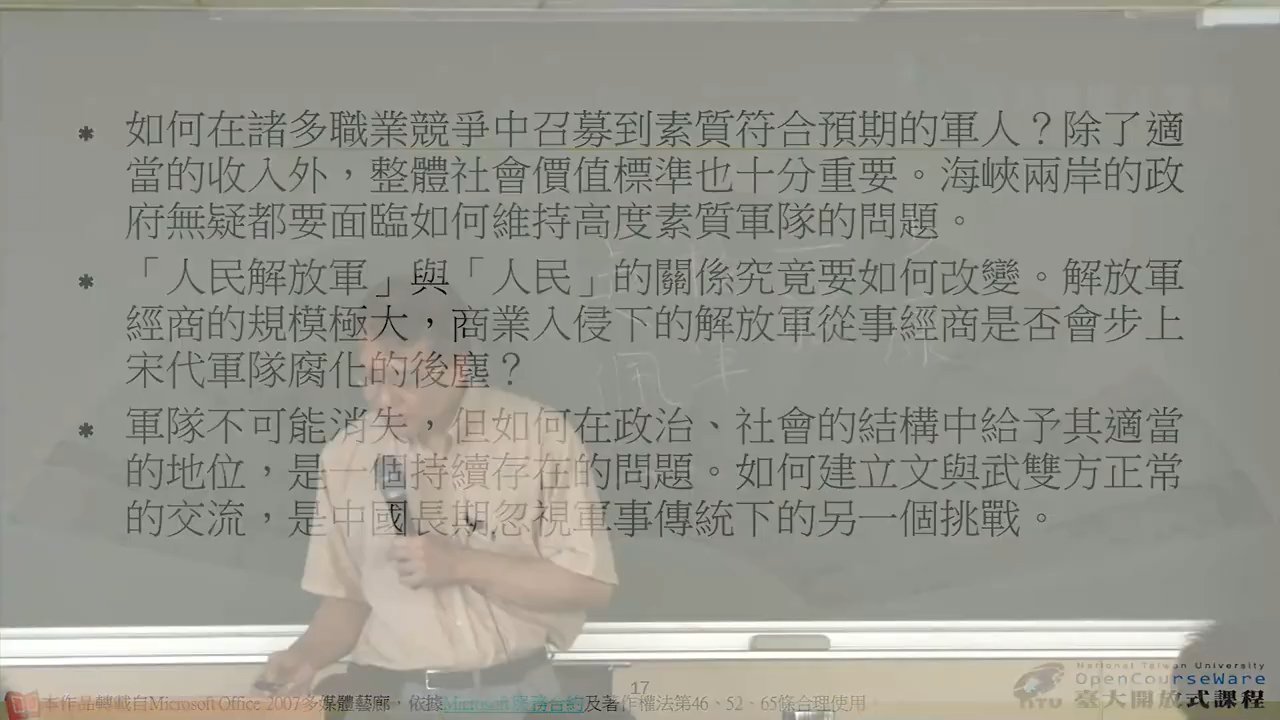 * 如何在諸多職業競爭中召募到素質符合預期的軍人？除了適
當的收入外，整體社會價值標準也十分重要。海峽兩岸的政
府無疑都要面臨如何維持高度素質軍隊的問題。
* 「人民解放軍」與「人民」的關係究竟要如何改變。解放軍
經商的規模極大，商業入侵下的解放軍從事經商是否會步上
宋代軍隊腐化的後塵？
* 軍隊不可能消失，但如何在政治、社會的結構中給予其適當
的地位，是一個持續存在的問題。如何建立文與武雙方正常
的交流，是中國長期忽視軍事傳統下的另一個挑戰。
17
本作品轉載自Microsoft Office 2007多媒體藝廊，依據Microsoft 服務合約及著作權法第46、52、65條合理使用
National Taiwan University
OpenCourseWare
NTU 臺大開放式課程